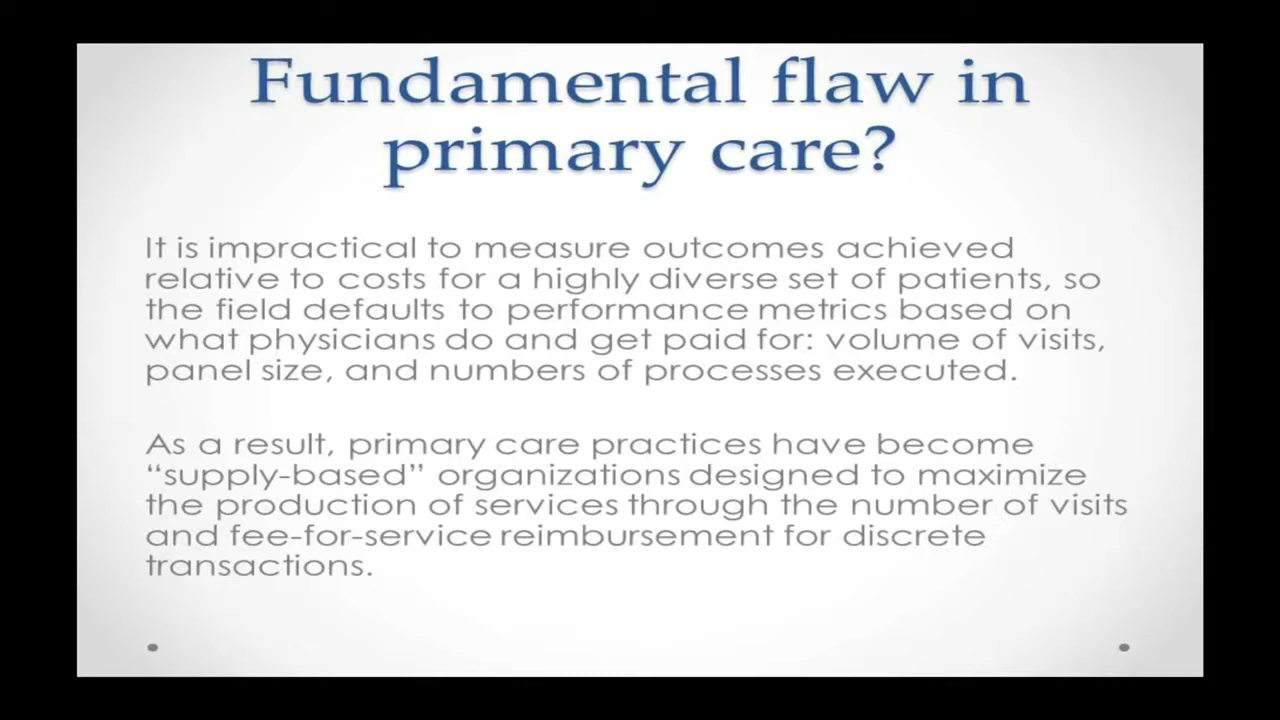 Fundamental flaw in
primary care?
It is impractical to measure outcomes achieved
relative to costs for a highly diverse set of patients, so
the field defaults to performance metrics based on
what physicians do and get paid for: volume of visits,
panel size, and numbers of processes executed.
As a result, primary care practices have become
“supply-based” organizations designed to maximize
the production of services through the number of visits
and fee-for-service reimbursement for discrete
transactions.